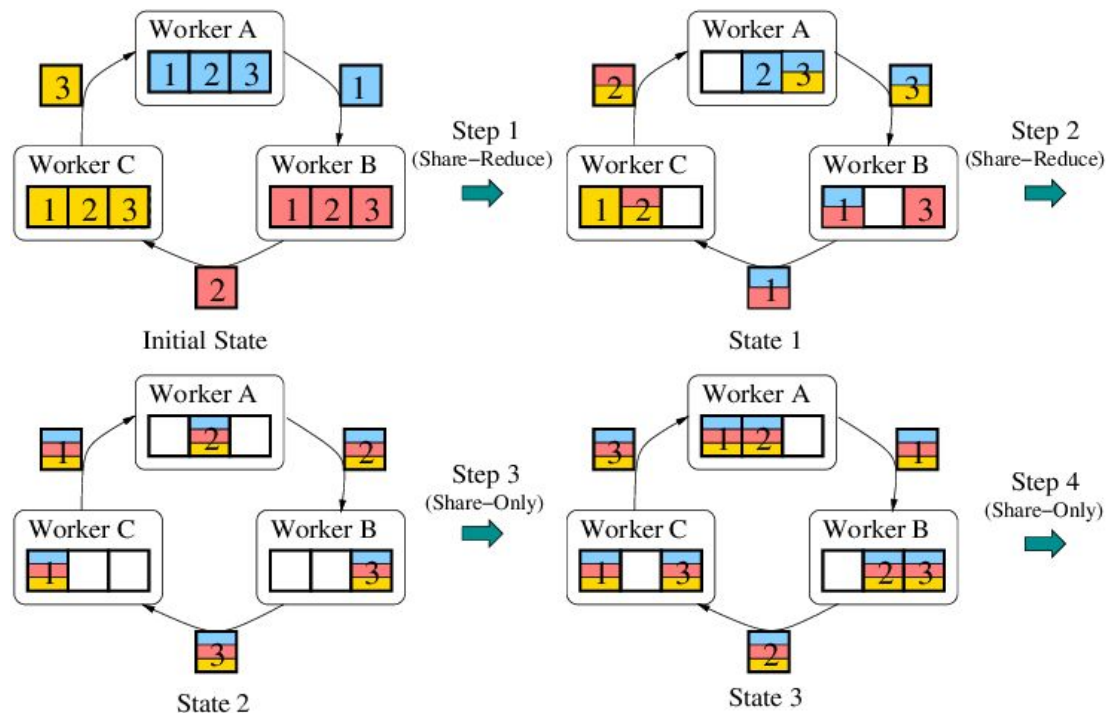 Worker A
1 2 3
3
1
Worker C
1 2 3
Worker B
1 2 3
2
Initial State
Step 1
(Share-Reduce)
Worker A
2 3
2
3
Worker C
1 2
Worker B
1 3
1
State 1
Step 2
(Share-Reduce)
Worker A
2
1
2
Worker C
1
Worker B
3
3
State 2
Step 3
(Share-Only)
Worker A
1 2
3
1
Worker C
1 3
Worker B
2 3
2
State 3
Step 4
(Share-Only)